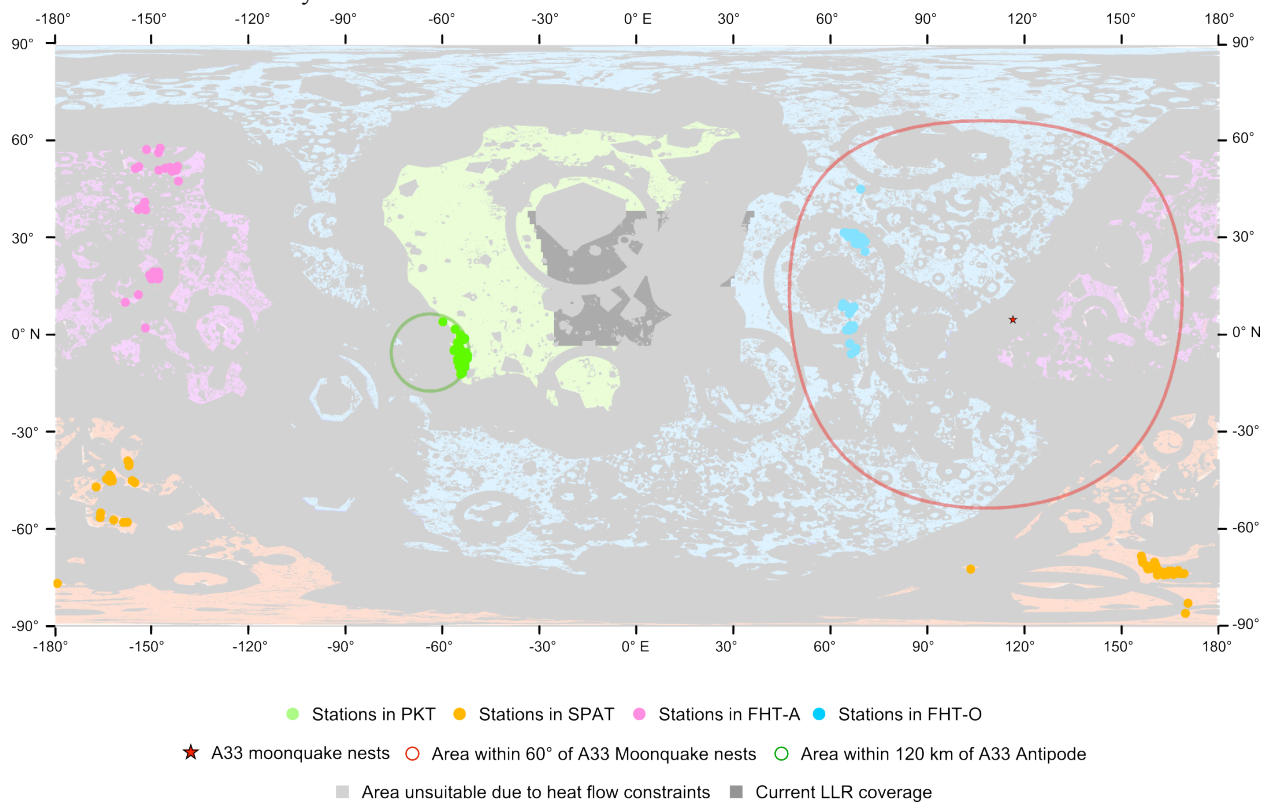 -180° -150° -120° -90° -60° -30° 0° E 30° 60° 90° 120° 150° 180°
90° 90°
60° 60°
30° 30°
0° N 0° N
-30° -30°
-60° -60°
-90° -90°
-180° -150° -120° -90° -60° -30° 0° E 30° 60° 90° 120° 150° 180°
Stations in PKT Stations in SPAT Stations in FHT-A Stations in FHT-O
A33 moonquake nests Area within 60° of A33 Moonquake nests Area within 120 km of A33 Antipode
Area unsuitable due to heat flow constraints Current LLR coverage